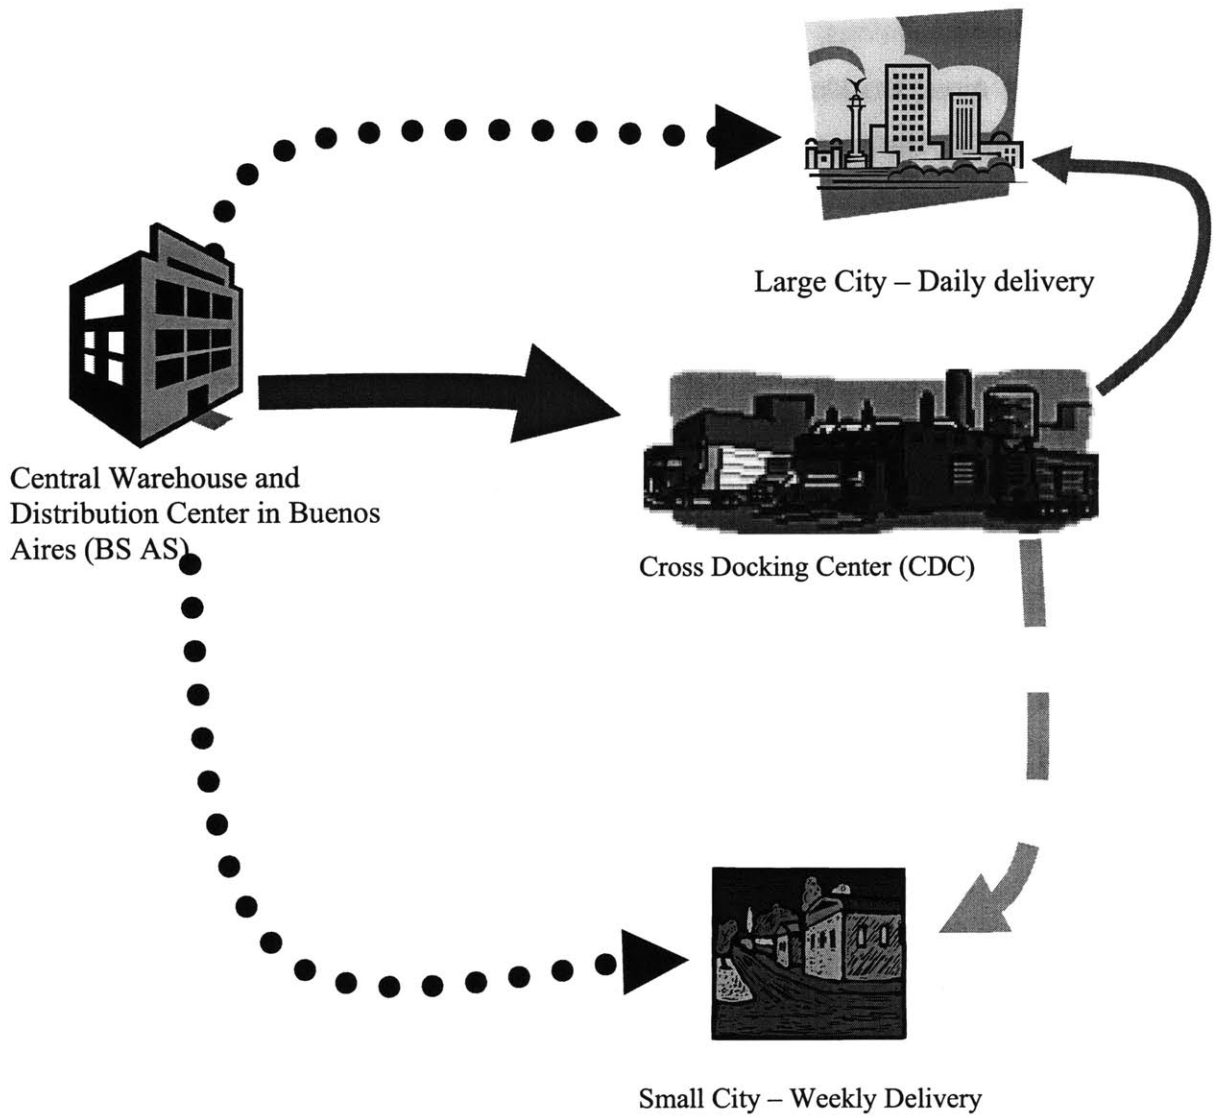 Large City – Daily delivery
Central Warehouse and
Distribution Center in Buenos
Aires (BS AS)
Cross Docking Center (CDC)
Small City – Weekly Delivery